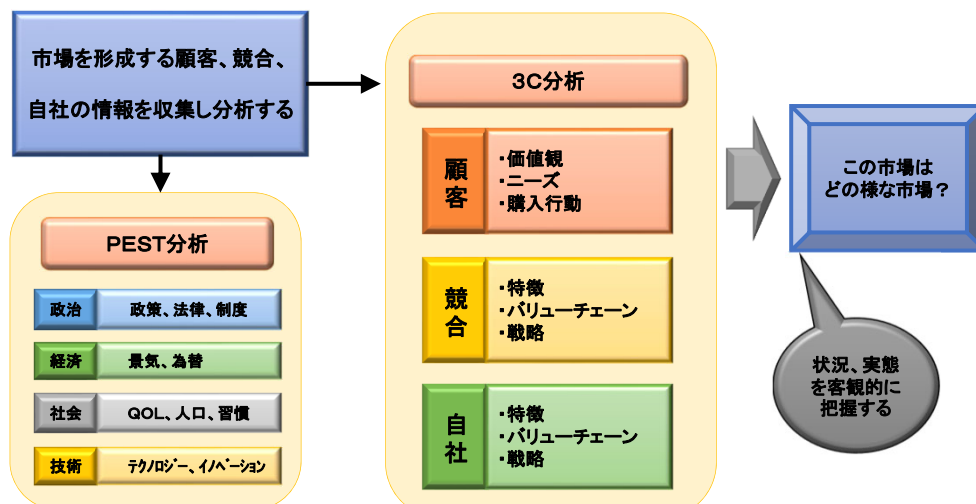 市場を形成する顧客、競合、
自社の情報を収集し分析する
PEST分析
政治 政策、法律、制度
経済 景気、為替
社会 QOL、人口、習慣
技術 ﾃｸﾉﾛｼﾞｰ、ｲﾉﾍﾞｰｼｮﾝ
3C分析
顧客
・価値観
・ニーズ
・購入行動
競合
・特徴
・バリューチェーン
・戦略
自社
・特徴
・バリューチェーン
・戦略
この市場は
どの様な市場？
状況、実態
を客観的に
把握する